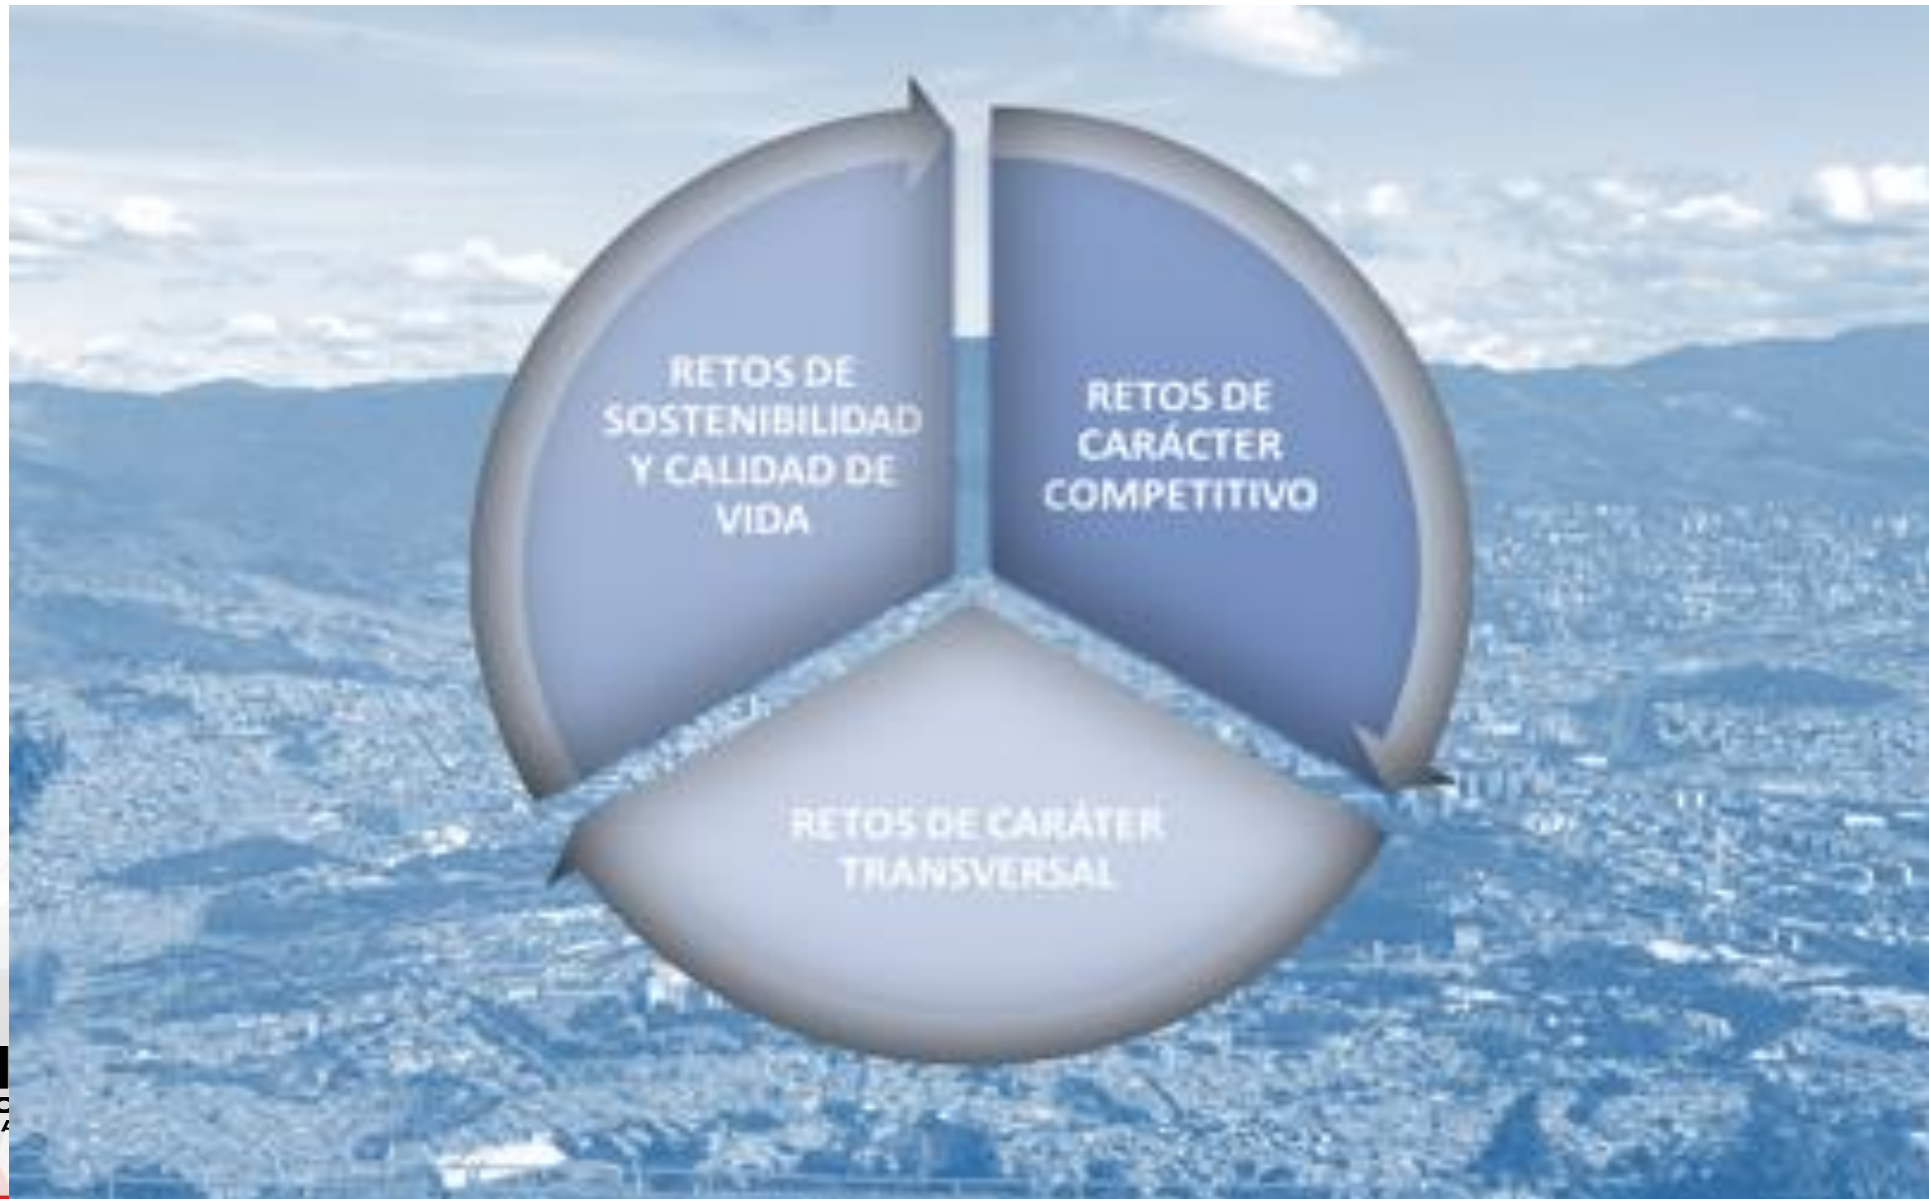 RETOS DE
SOSTENIBILIDAD
Y CALIDAD DE
VIDA
RETOS DE
CARÁCTER
COMPETITIVO
RETOS DE CARÁTER
TRANSVERSAL